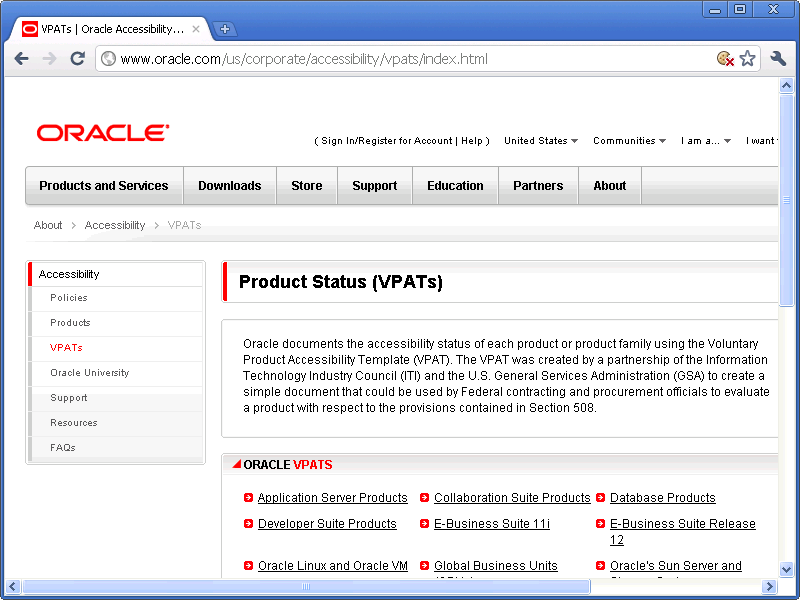 VPATs | Oracle Accessibility...
www.oracle.com/us/corporate/accessibility/vpats/index.html
ORACLE
( Sign In/Register for Account | Help ) United States Communities I am a... I want
Products and Services Downloads Store Support Education Partners About
About > Accessibility > VPATs
Accessibility
Policies
Products
VPATs
Oracle University
Support
Resources
FAQs
Product Status (VPATs)
Oracle documents the accessibility status of each product or product family using the Voluntary
Product Accessibility Template (VPAT). The VPAT was created by a partnership of the Information
Technology Industry Council (ITI) and the U.S. General Services Administration (GSA) to create a
simple document that could be used by Federal contracting and procurement officials to evaluate
a product with respect to the provisions contained in Section 508.
ORACLE VPATS
Application Server Products Collaboration Suite Products Database Products
Developer Suite Products E-Business Suite 11i E-Business Suite Release
12
Oracle Linux and Oracle VM Global Business Units Oracle's Sun Server and